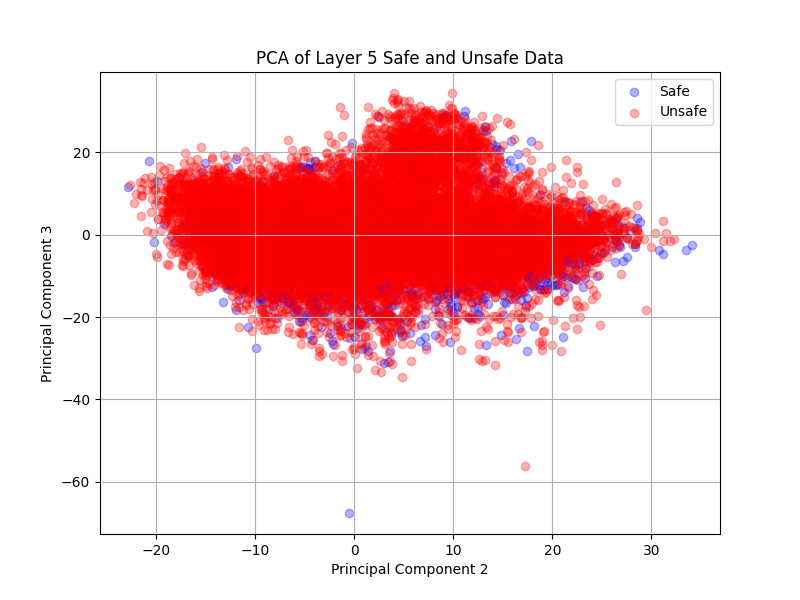 PCA of Layer 5 Safe and Unsafe Data
Safe
Unsafe
20
0
−20
−40
−60
Principal Component 3
−20
−10
0
10
20
30
Principal Component 2